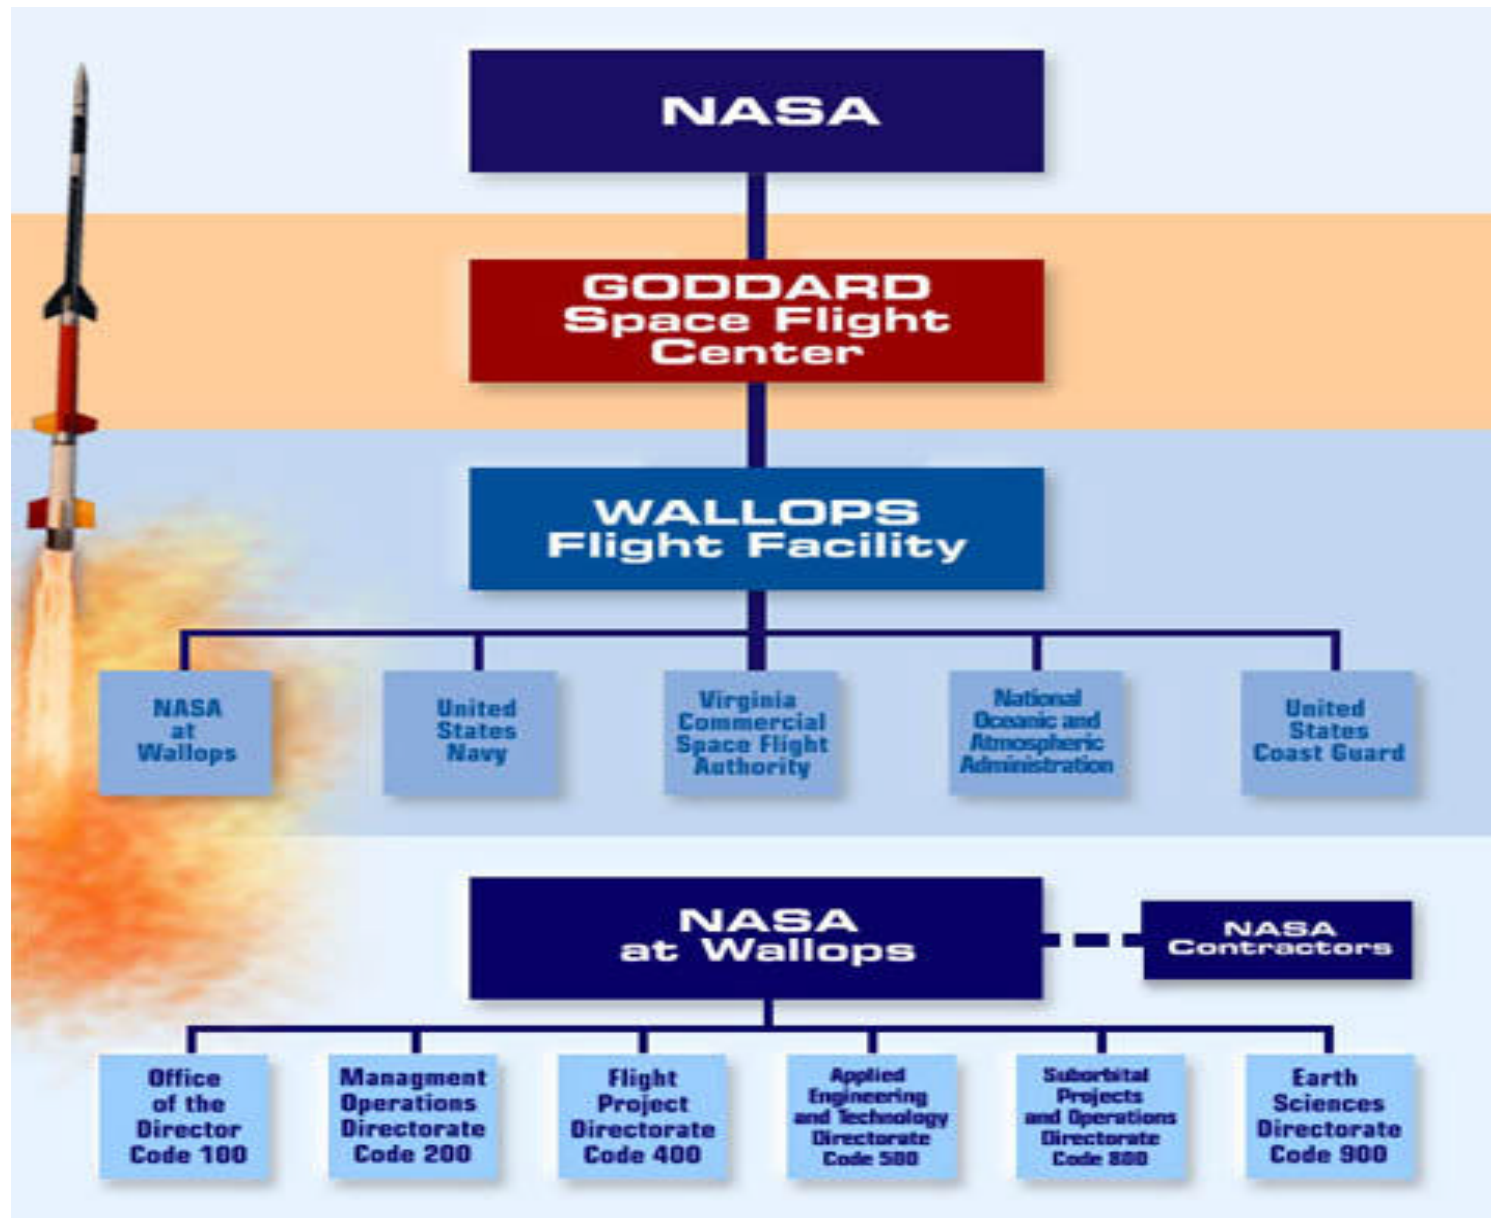 NASA
GODDARD
Space Flight
Center
WALLOPS
Flight Facility
NASA
at
Wallops
United
States
Navy
Virginia
Commercial
Space Flight
Authority
National
Oceanic and
Atmospheric
Administration
United
States
Coast Guard
NASA
at Wallops
NASA
Contractors
Office
of the
Director
Code 100
Managment
Operations
Directorate
Code 200
Flight
Project
Directorate
Code 400
Applied
Engineering
and Technology
Directorate
Code 500
Suborbital
Projects
and Operations
Directorate
Code 800
Earth
Sciences
Directorate
Code 900